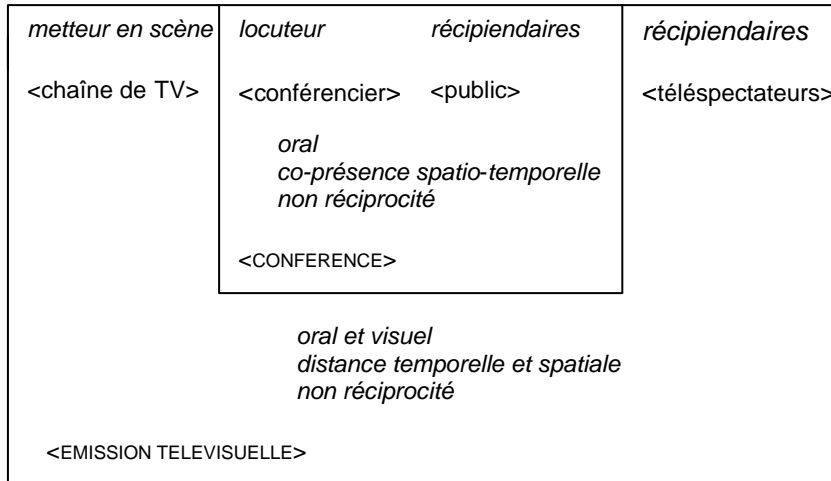 metteur en scène locuteur récipiendaires récipiendaires
<chaîne de TV> <conférencier> <public> <téléspectateurs>
oral
co-présence spatio-temporelle
non réciprocité
<CONFERENCE>
oral et visuel
distance temporelle et spatiale
non réciprocité
<EMISSION TELEVISUELLE>